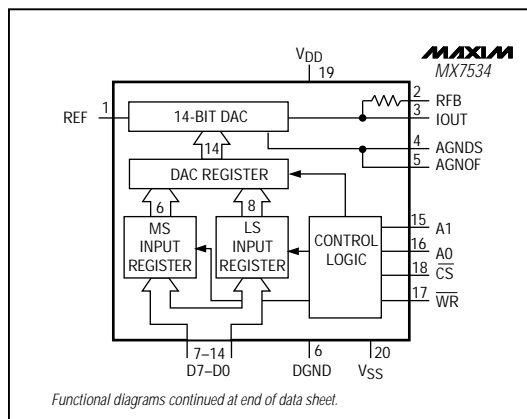 VDD
19
MAXIM
MX7534
REF 1
14-BIT DAC
2 RFB
3 IOUT
4 AGNDS
5 AGNOF
14
DAC REGISTER
6
8
MS INPUT REGISTER
LS INPUT REGISTER
CONTROL LOGIC
15 A1
16 A0
18 CS
17 WR
7–14
D7–D0
6
DGND
20
VSS
Functional diagrams continued at end of data sheet.